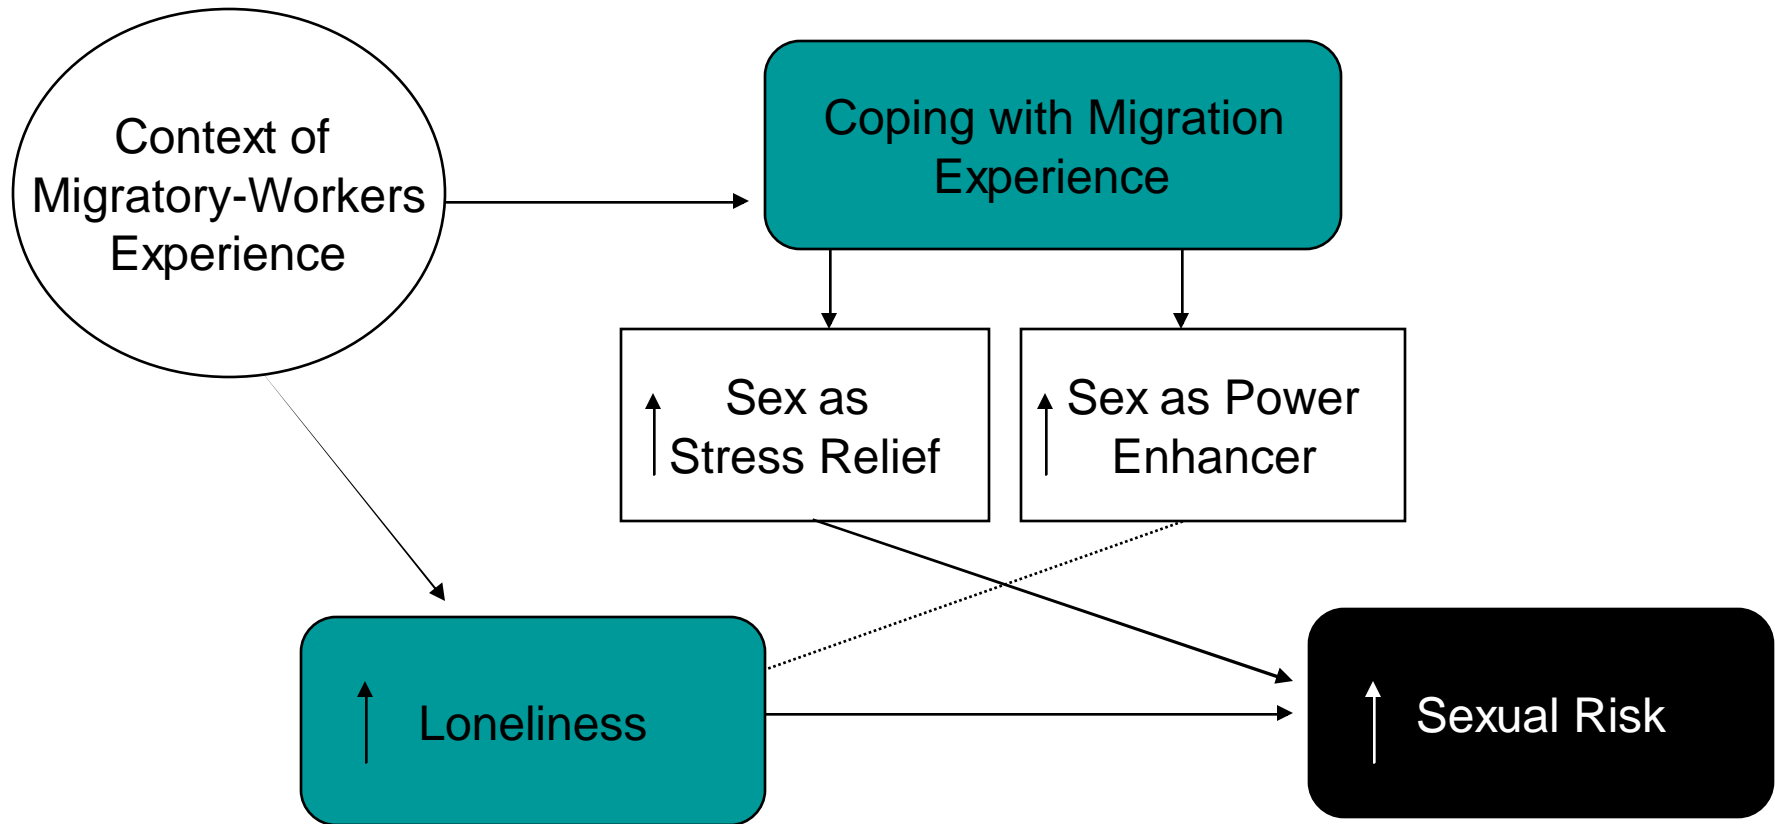 Context of
Migratory-Workers
Experience
Coping with Migration
Experience
Sex as
Stress Relief
Sex as Power
Enhancer
Loneliness
Sexual Risk